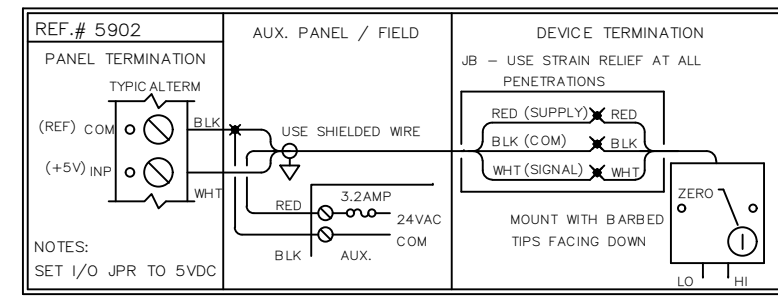 REF.# 5902
PANEL TERMINATION
TYPICALTERM
(REF) COM
BLK
(+5V) INP
WHT
NOTES:
SET I/O JPR TO 5VDC
AUX. PANEL / FIELD
USE SHIELDED WIRE
3.2AMP
RED
24VAC
COM
BLK
AUX.
DEVICE TERMINATION
JB – USE STRAIN RELIEF AT ALL
PENETRATIONS
RED (SUPPLY) RED
BLK (COM) BLK
WHT (SIGNAL) WHT
ZERO
MOUNT WITH BARBED
TIPS FACING DOWN
LO HI